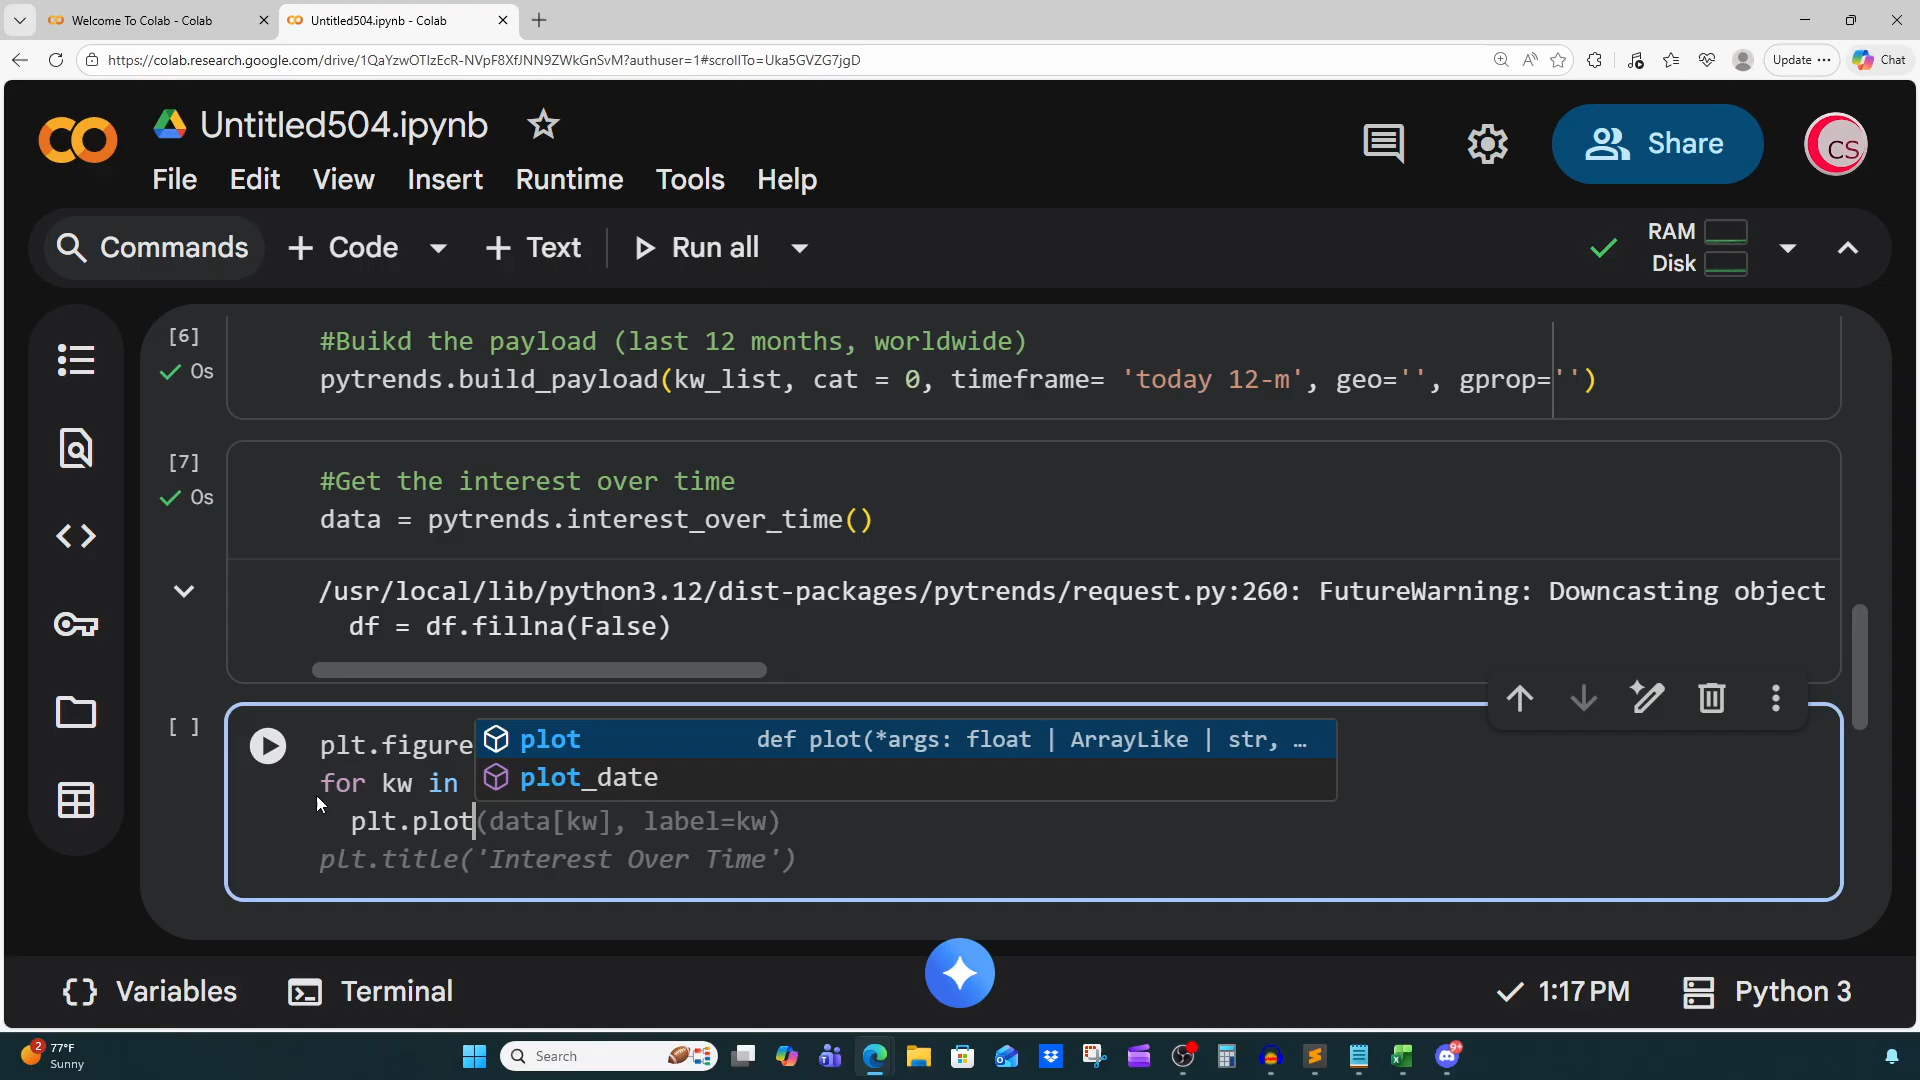 Welcome To Colab - Colab
Untitled504.ipynb - Colab
https://colab.research.google.com/drive/1QaYzwOTIzEcR-NVpF8XfJNN9ZWkGnSvM?authuser=1#scrollTo=Uka5GVZG7jgD
Update
Chat
Untitled504.ipynb
File Edit View Insert Runtime Tools Help
Share
CS
Commands + Code + Text Run all
RAM
Disk
[6]
0s
#Buikd the payload (last 12 months, worldwide)
pytrends.build_payload(kw_list, cat = 0, timeframe= 'today 12-m', geo='', gprop='')
[7]
0s
#Get the interest over time
data = pytrends.interest_over_time()
/usr/local/lib/python3.12/dist-packages/pytrends/request.py:260: FutureWarning: Downcasting object
df = df.fillna(False)
[ ]
plt.figure
plot def plot(*args: float | ArrayLike | str, …
for kw in
plot_date
plt.plot(data[kw], label=kw)
plt.title('Interest Over Time')
{} Variables
Terminal
1:17 PM
Python 3
2
77°F
Sunny
Search
9+